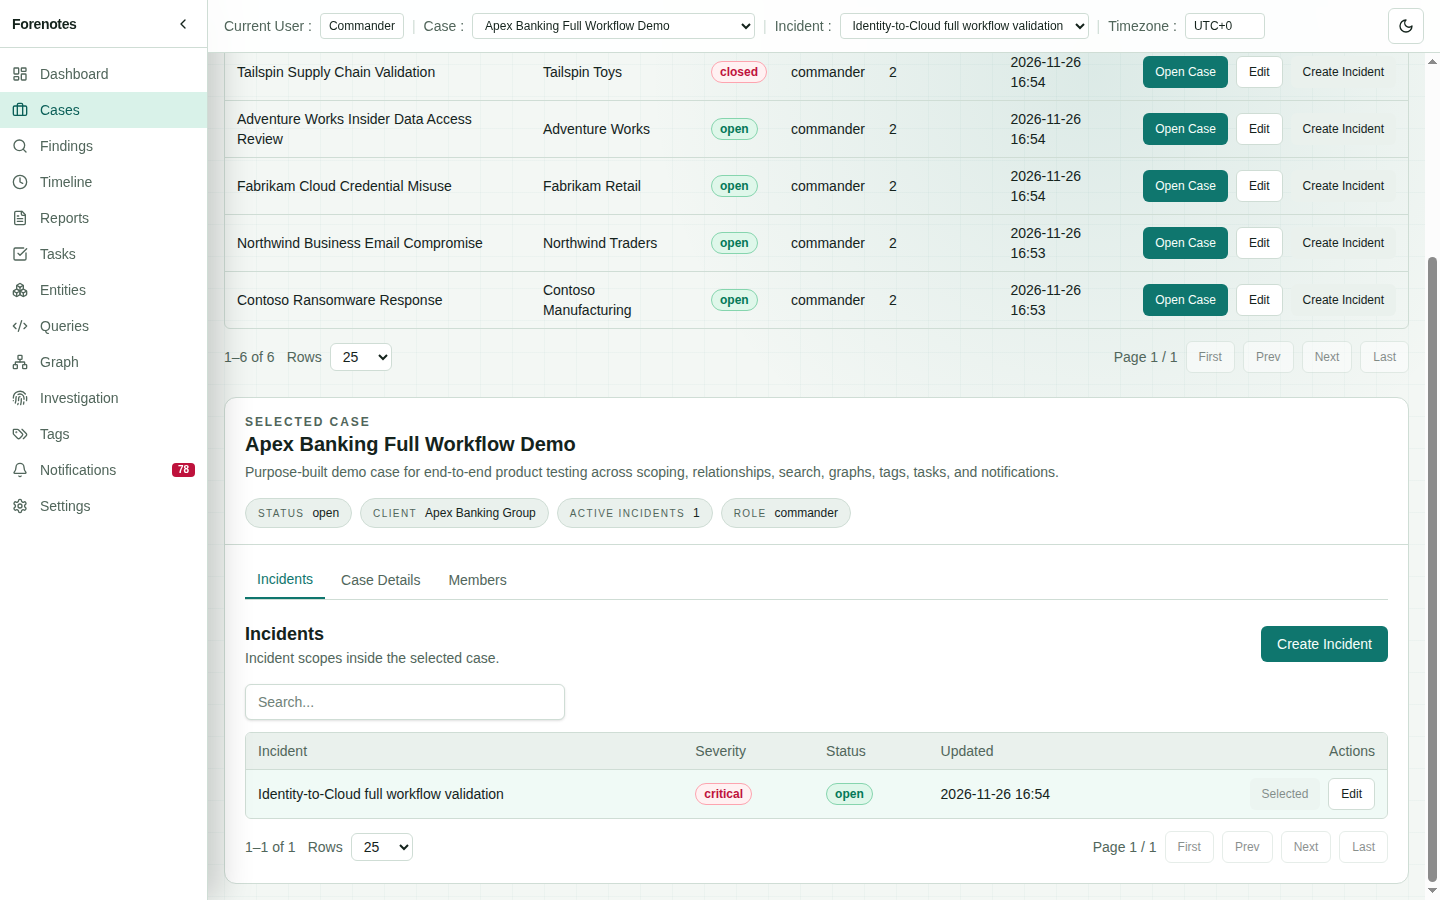 Forenotes
Current User : Commander | Case : Apex Banking Full Workflow Demo | Incident : Identity-to-Cloud full workflow validation | Timezone : UTC+0
Dashboard
Cases
Findings
Timeline
Reports
Tasks
Entities
Queries
Graph
Investigation
Tags
Notifications 78
Settings
Tailspin Supply Chain Validation Tailspin Toys closed commander 2 2026-11-26 16:54 Open Case Edit Create Incident
Adventure Works Insider Data Access Review Adventure Works open commander 2 2026-11-26 16:54 Open Case Edit Create Incident
Fabrikam Cloud Credential Misuse Fabrikam Retail open commander 2 2026-11-26 16:54 Open Case Edit Create Incident
Northwind Business Email Compromise Northwind Traders open commander 2 2026-11-26 16:53 Open Case Edit Create Incident
Contoso Ransomware Response Contoso Manufacturing open commander 2 2026-11-26 16:53 Open Case Edit Create Incident
1–6 of 6 Rows 25 Page 1 / 1 First Prev Next Last
SELECTED CASE
Apex Banking Full Workflow Demo
Purpose-built demo case for end-to-end product testing across scoping, relationships, search, graphs, tags, tasks, and notifications.
STATUS open CLIENT Apex Banking Group ACTIVE INCIDENTS 1 ROLE commander
Incidents Case Details Members
Incidents
Incident scopes inside the selected case.
Create Incident
Search...
Incident Severity Status Updated Actions
Identity-to-Cloud full workflow validation critical open 2026-11-26 16:54 Selected Edit
1–1 of 1 Rows 25 Page 1 / 1 First Prev Next Last